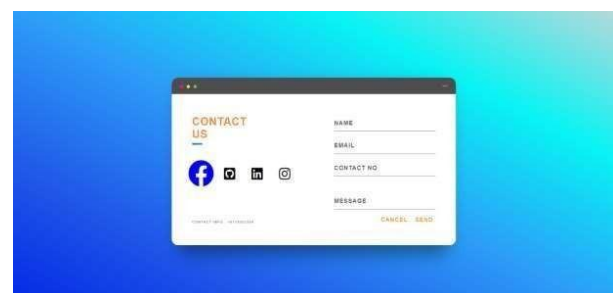 CONTACT
US
NAME
EMAIL
CONTACT NO
MESSAGE
CANCEL SEND